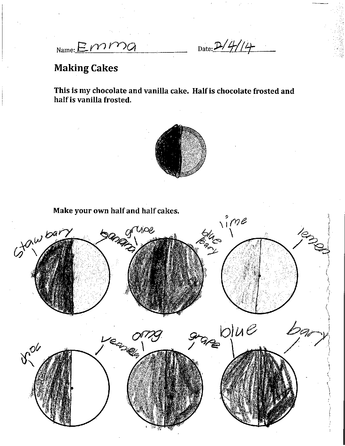 Name: Emma Date: 2/4/14
Making Cakes
This is my chocolate and vanilla cake. Half is chocolate frosted and
half is vanilla frosted.
Make your own half and half cakes.
stawbary banana grape blue bary lime lemen
choc omg grape blue bary